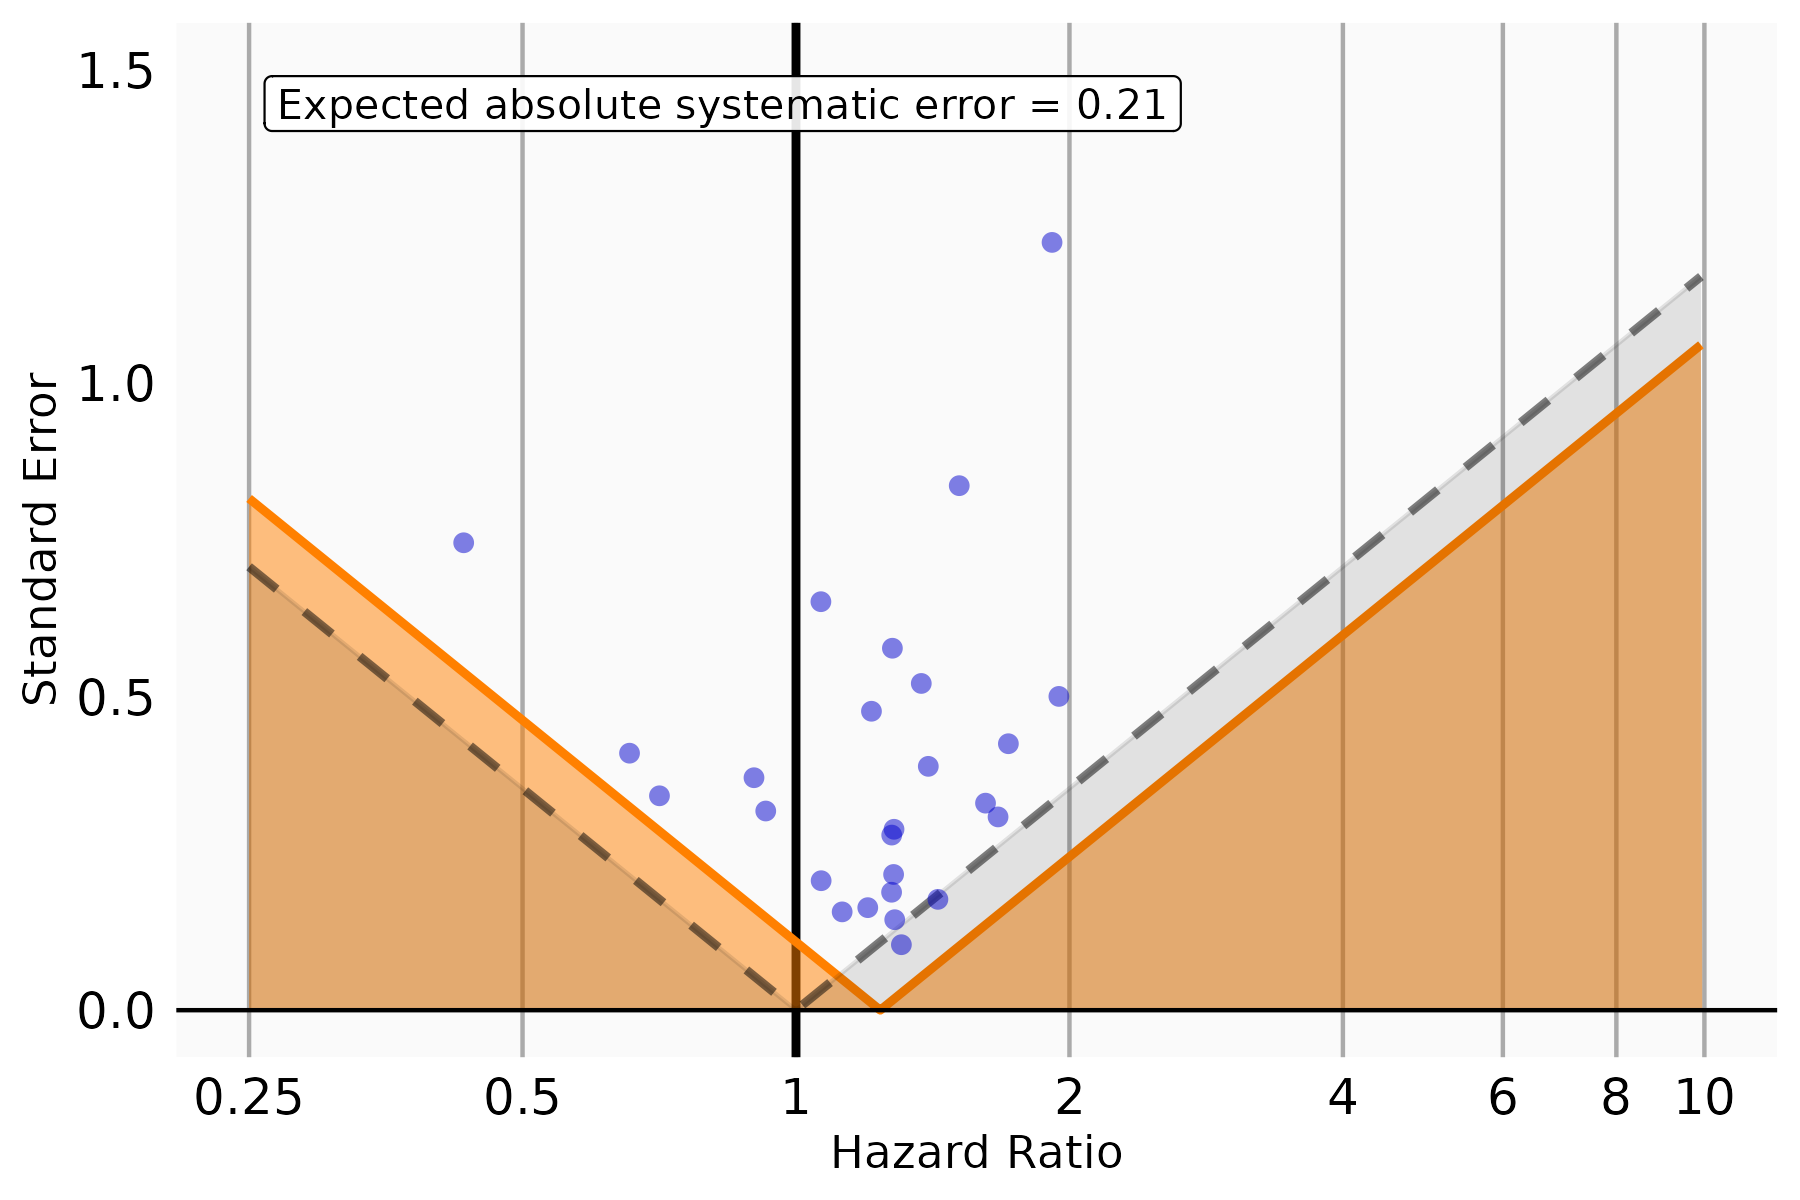 1.5
Expected absolute systematic error = 0.21
1.0
0.5
0.0
Standard Error
0.25 0.5 1 2 4 6 8 10
Hazard Ratio